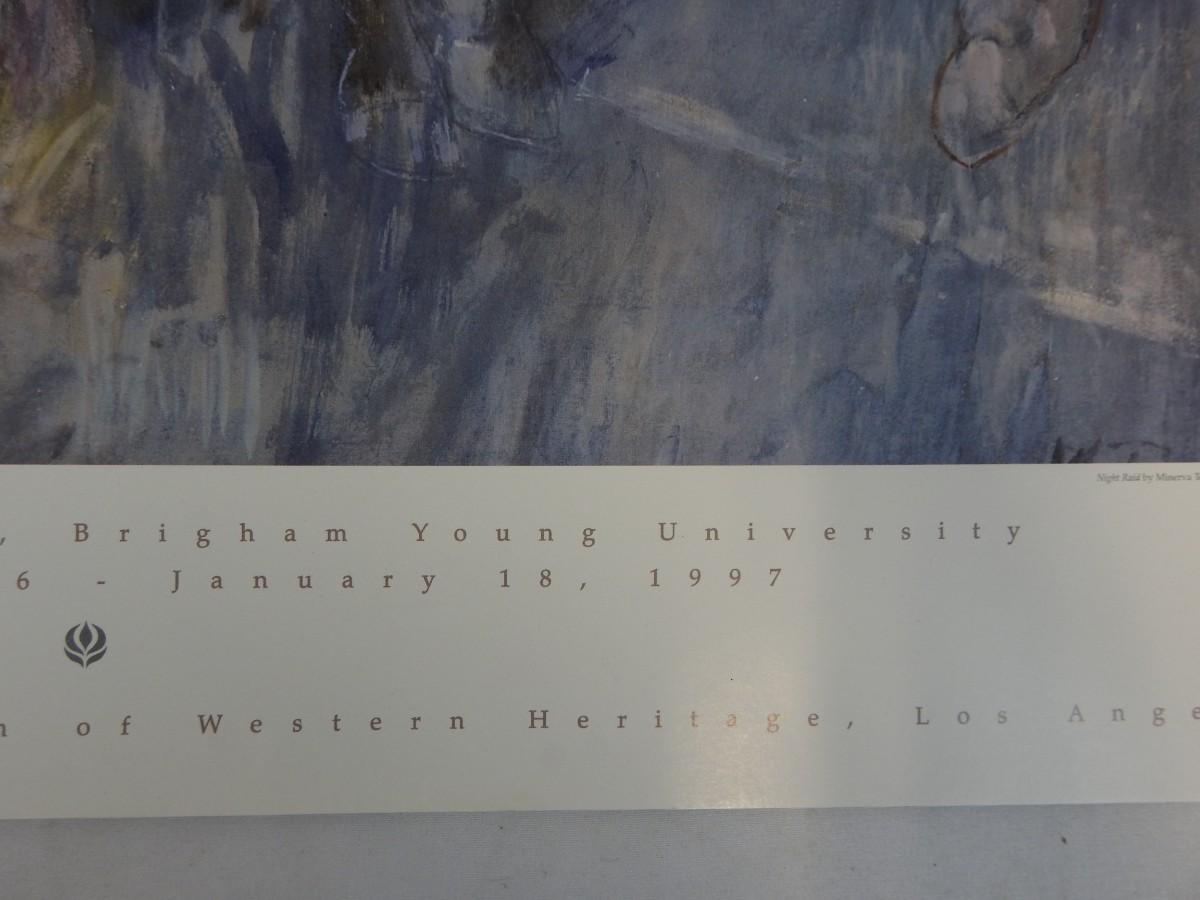 Night Raid by Minerva
, Brigham Young University
6 - January 18, 1997
of Western Heritage, Los Ange